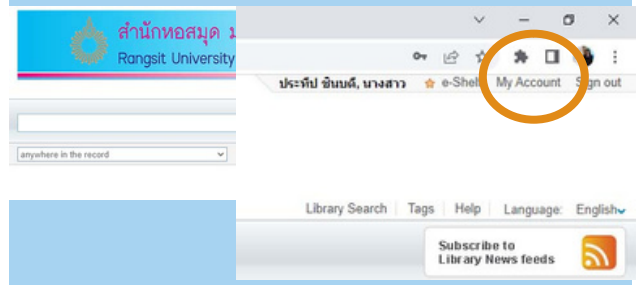 สำนักหอสมุด ม
Rangsit University
ประทีป ชินบดี, นางสาว e-Shelf My Account Sign out
anywhere in the record
Library Search Tags Help Language: English
Subscribe to
Library News feeds